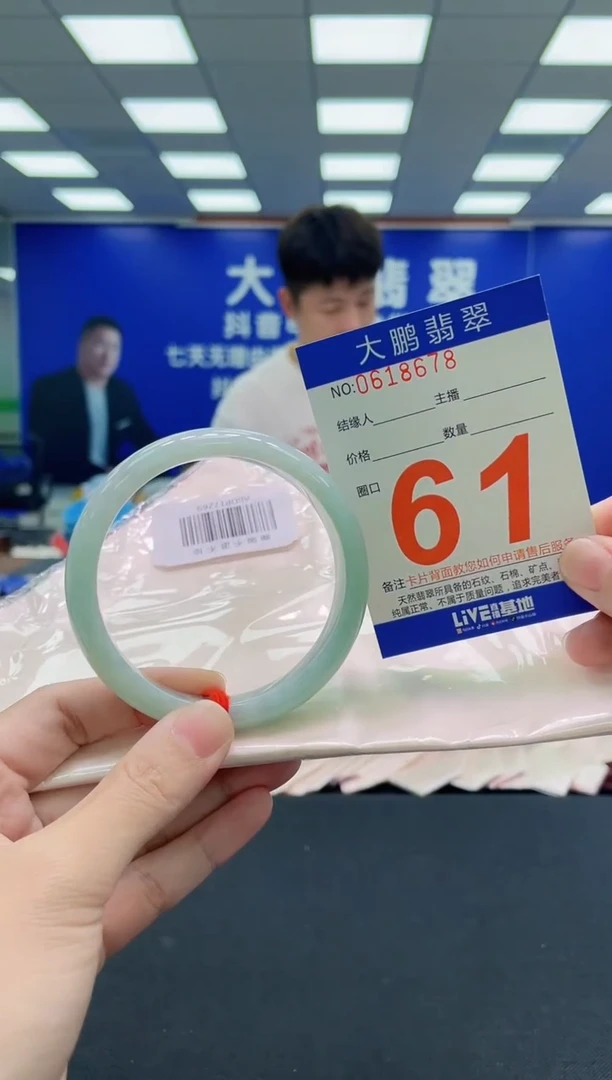 大 翡翠
抖音
七天无理由
大鹏翡翠
NO:0618678
结缘人 主播
价格 数量
圈口
61
备注卡片背面教您如何申请售后服务
天然翡翠所具备的石纹，石棉，矿点，
纯属正常、不属于质量问题，追求完美者
LIVE 基地